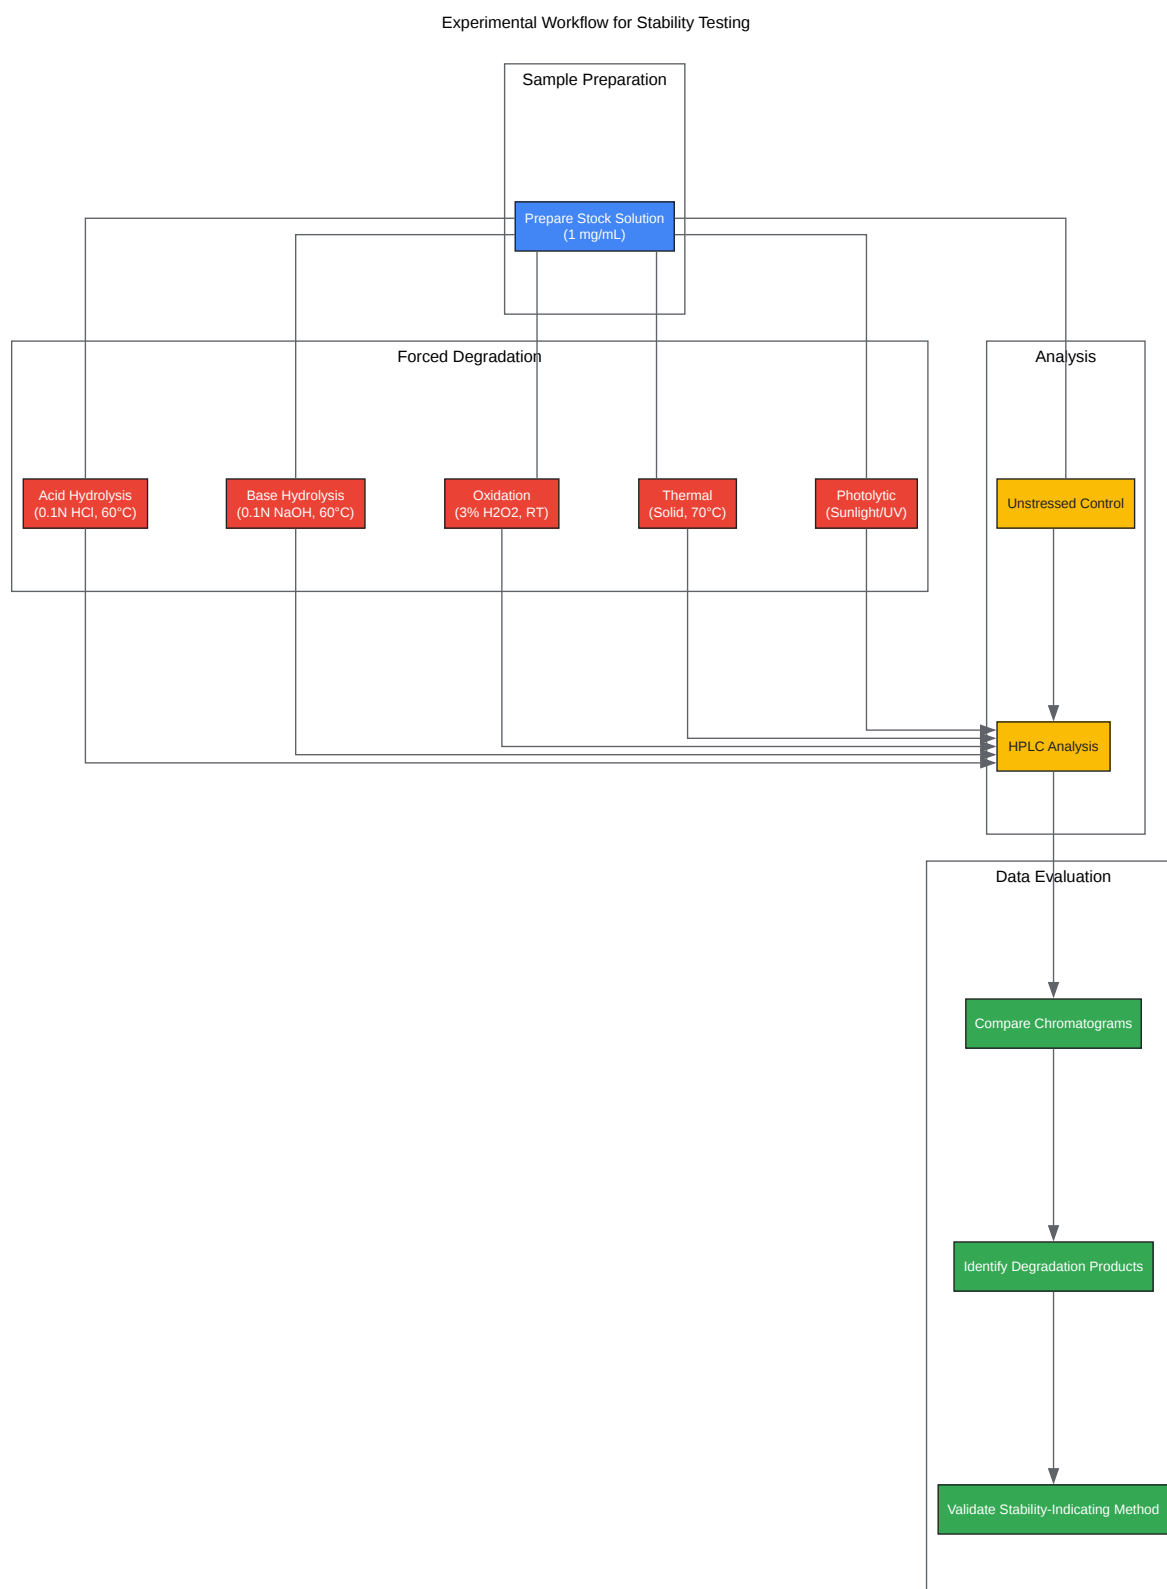 Experimental Workflow for Stability Testing
Sample Preparation
Prepare Stock Solution
(1 mg/mL)
Forced Degradation
Analysis
Acid Hydrolysis
(0.1N HCl, 60°C)
Base Hydrolysis
(0.1N NaOH, 60°C)
Oxidation
(3% H2O2, RT)
Thermal
(Solid, 70°C)
Photolytic
(Sunlight/UV)
Unstressed Control
HPLC Analysis
Data Evaluation
Compare Chromatograms
Identify Degradation Products
Validate Stability-Indicating Method